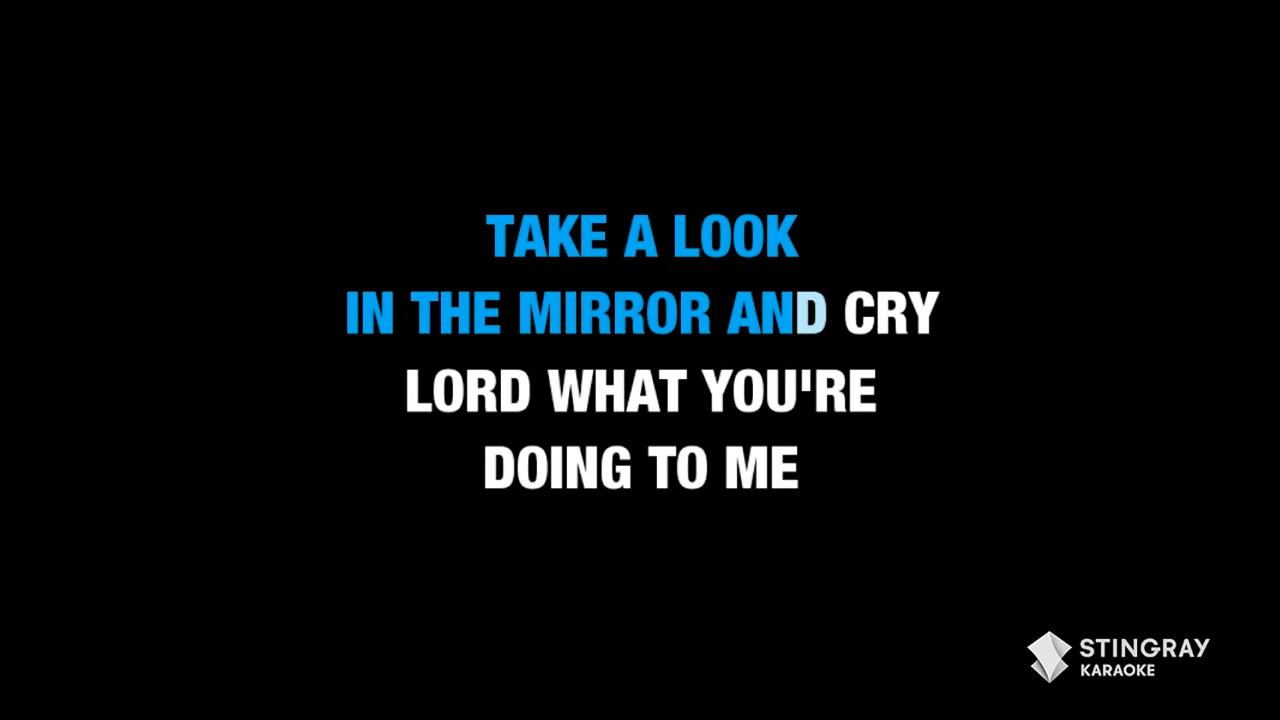 TAKE A LOOK
IN THE MIRROR AND CRY
LORD WHAT YOU'RE
DOING TO ME
STINGRAY
KARAOKE